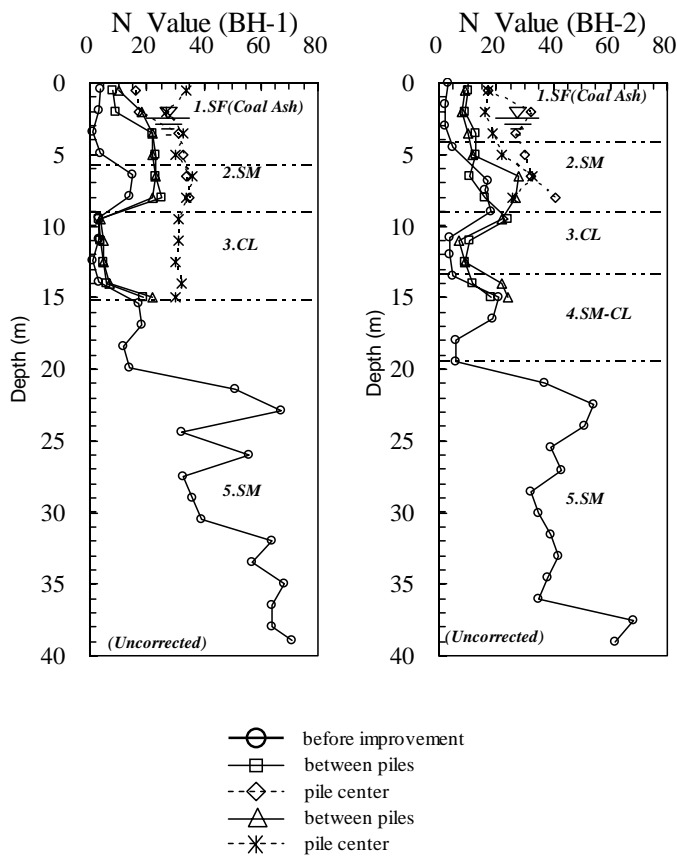 N Value (BH-1)
0 20 40 60 80
0
5
10
15
20
25
30
35
40
Depth (m)
1.SF(Coal Ash)
2.SM
3.CL
5.SM
(Uncorrected)
N Value (BH-2)
0 20 40 60 80
0
5
10
15
20
25
30
35
40
Depth (m)
1.SF(Coal Ash)
2.SM
3.CL
4.SM-CL
5.SM
(Uncorrected)
before improvement
between piles
pile center
between piles
pile center